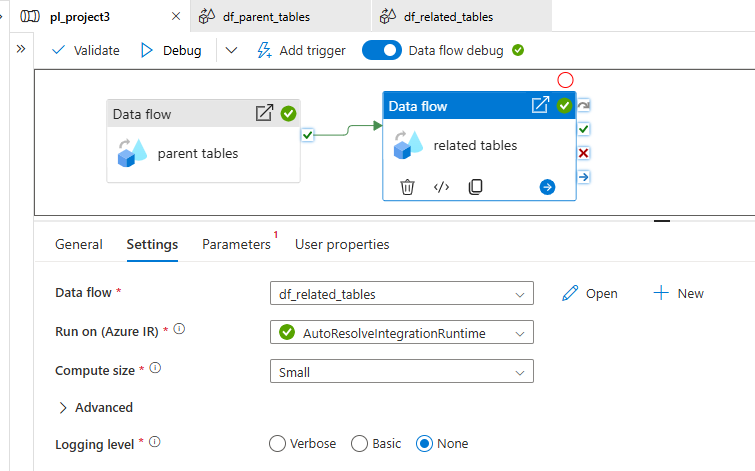 pl_project3
df_parent_tables
df_related_tables
Validate
Debug
Add trigger
Data flow debug
Data flow
parent tables
Data flow
related tables
General
Settings
Parameters 1
User properties
Data flow *
df_related_tables
Open
New
Run on (Azure IR) *
AutoResolveIntegrationRuntime
Compute size *
Small
Advanced
Logging level *
Verbose
Basic
None